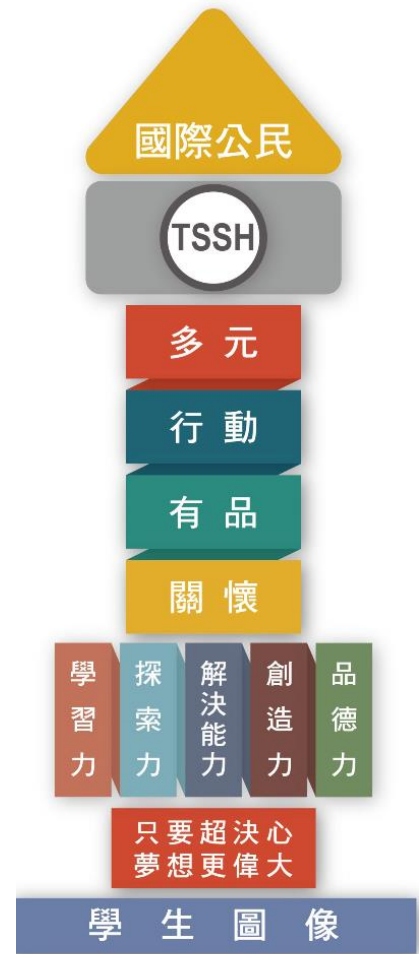 國際公民
TSSH
多元
行動
有品
關懷
學習力
探索力
解決能力
創造力
品德力
只要超決心
夢想更偉大
學生圖像